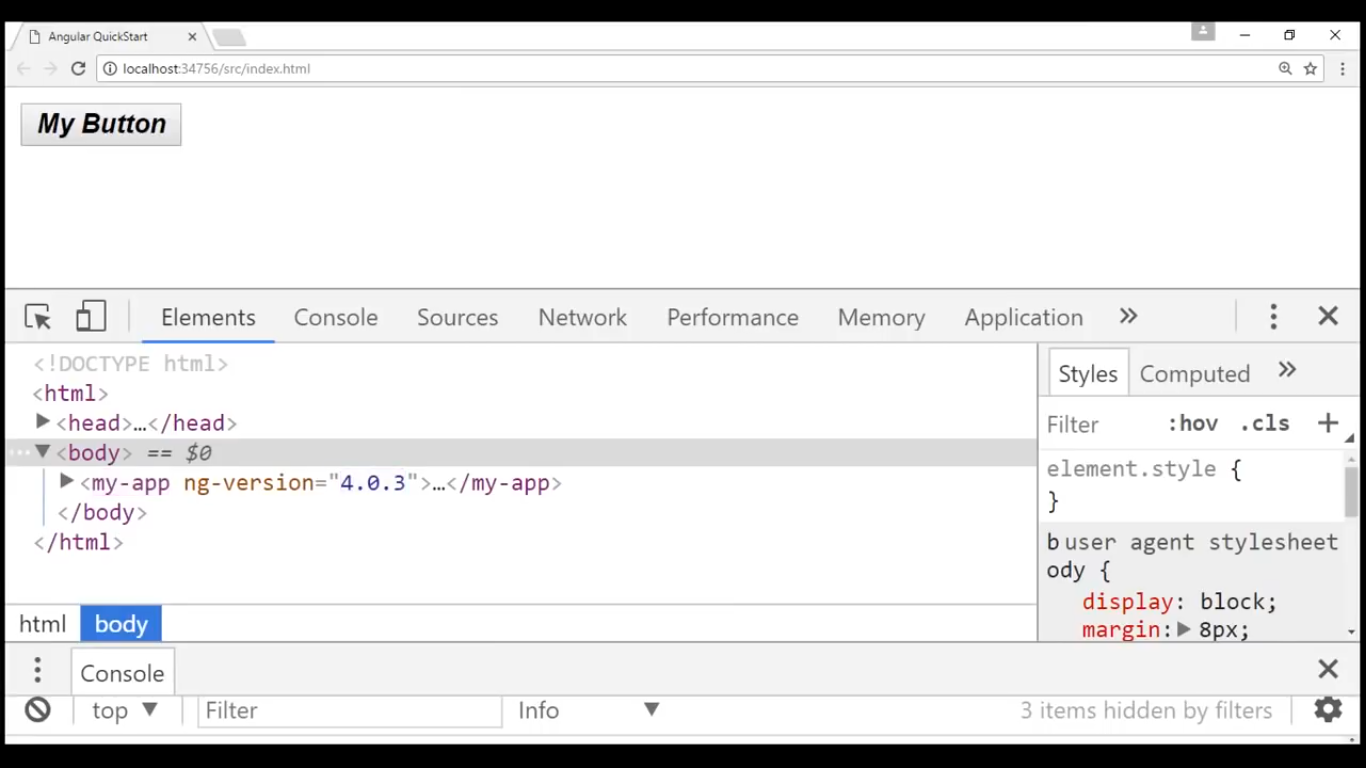 Angular QuickStart
localhost:34756/src/index.html
My Button
Elements Console Sources Network Performance Memory Application »
<!DOCTYPE html>
<html>
<head>…</head>
<body> == $0
<my-app ng-version="4.0.3">…</my-app>
</body>
</html>
html body
Styles Computed »
Filter :hov .cls +
element.style {
}
b user agent stylesheet
ody {
display: block;
margin: 8px;
Console
top Filter Info 3 items hidden by filters